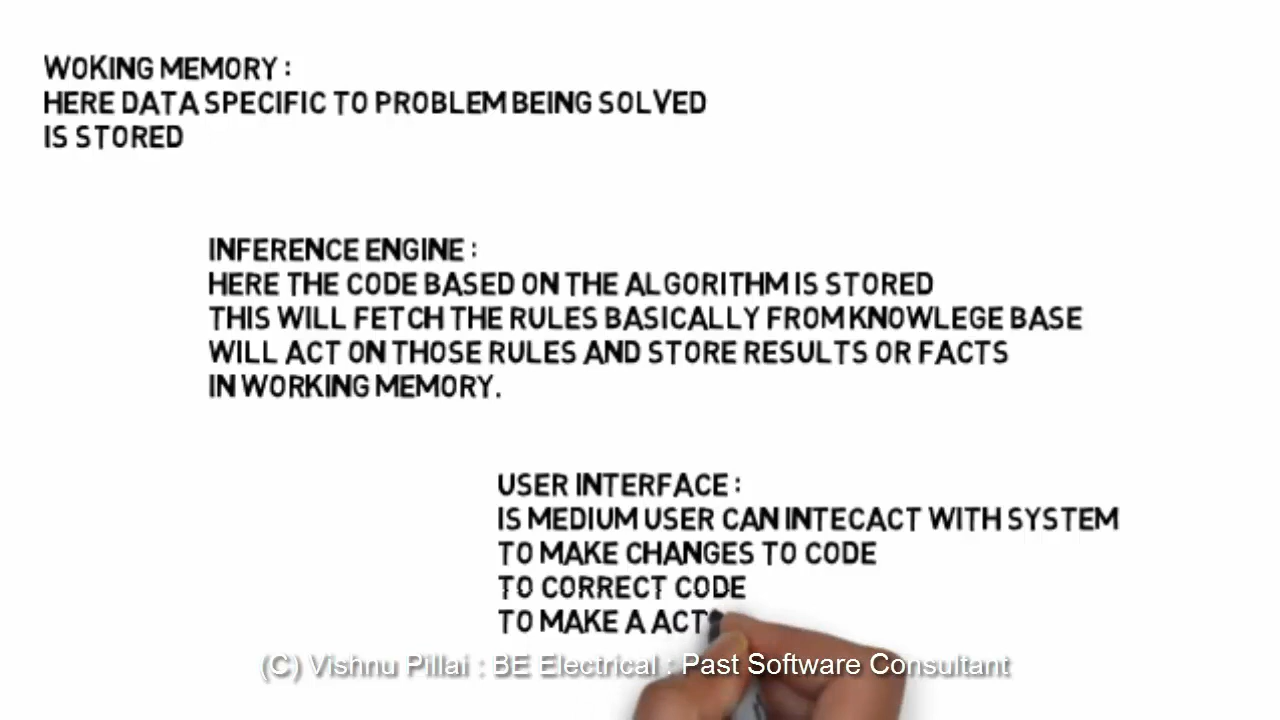 WOKING MEMORY :
HERE DATA SPECIFIC TO PROBLEM BEING SOLVED
IS STORED
INFERENCE ENGINE :
HERE THE CODE BASED ON THE ALGORITHM IS STORED
THIS WILL FETCH THE RULES BASICALLY FROM KNOWLEGE BASE
WILL ACT ON THOSE RULES AND STORE RESULTS OR FACTS
IN WORKING MEMORY.
USER INTERFACE :
IS MEDIUM USER CAN INTECACT WITH SYSTEM
TO MAKE CHANGES TO CODE
TO CORRECT CODE
TO MAKE A ACT
(C) Vishnu Pillai : BE Electrical : Past Software Consultant